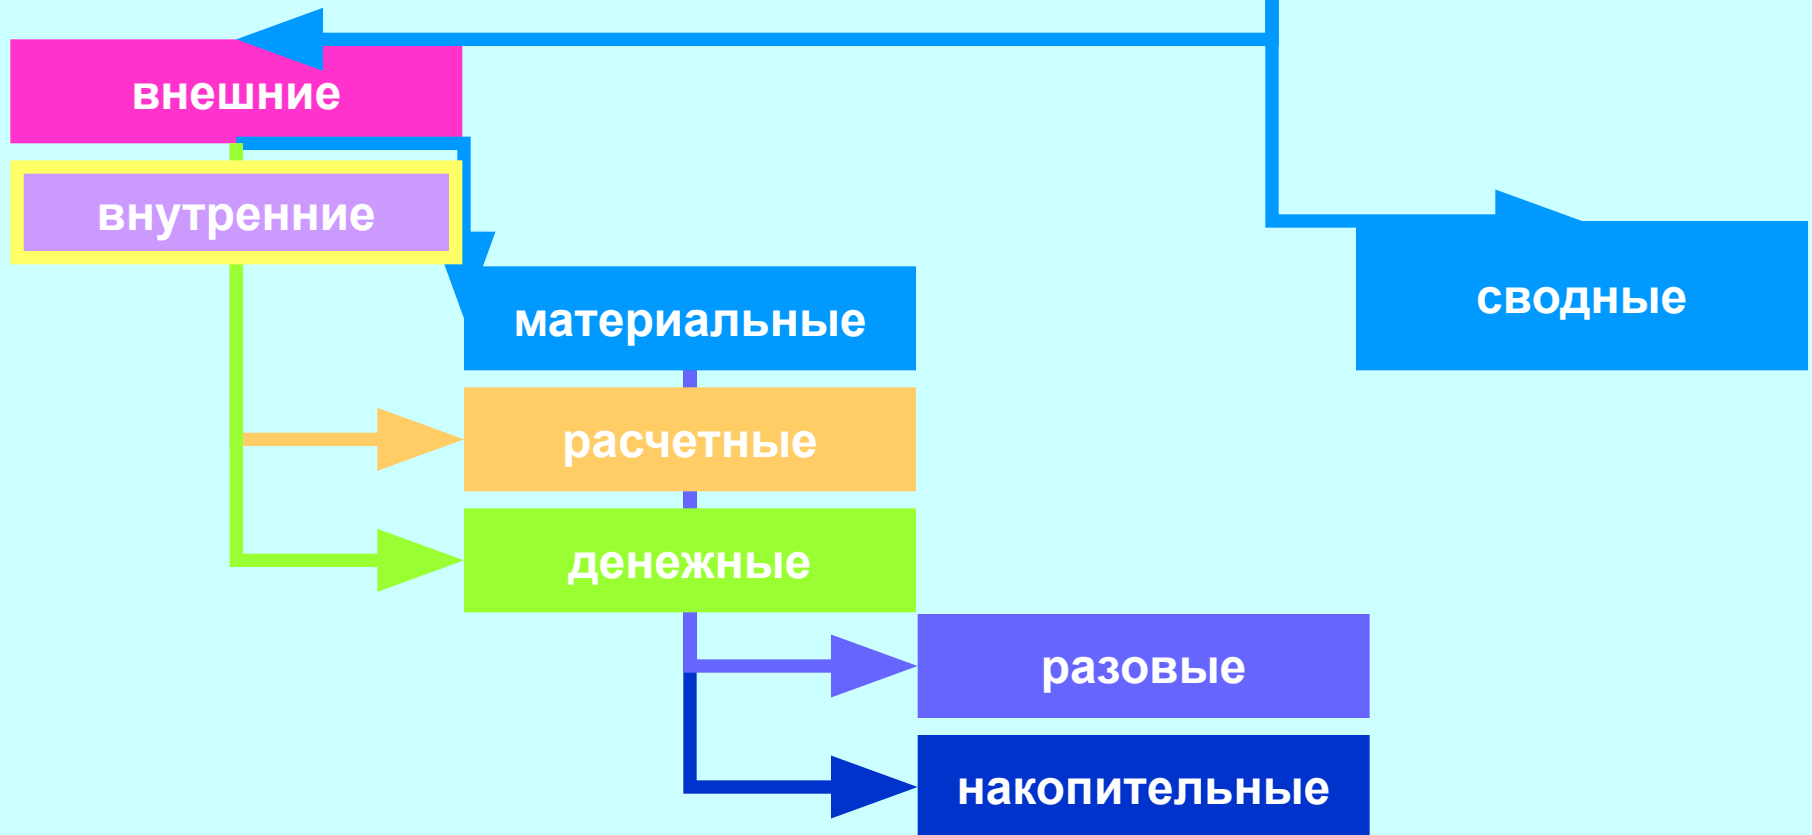 внешние
внутренние
сводные
материальные
расчетные
денежные
разовые
накопительные